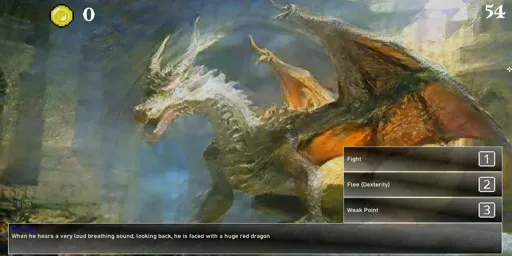 0
54
Fight 1
Flee (Dexterity) 2
Weak Point 3
When he hears a very loud breathing sound, looking back, he is faced with a huge red dragon